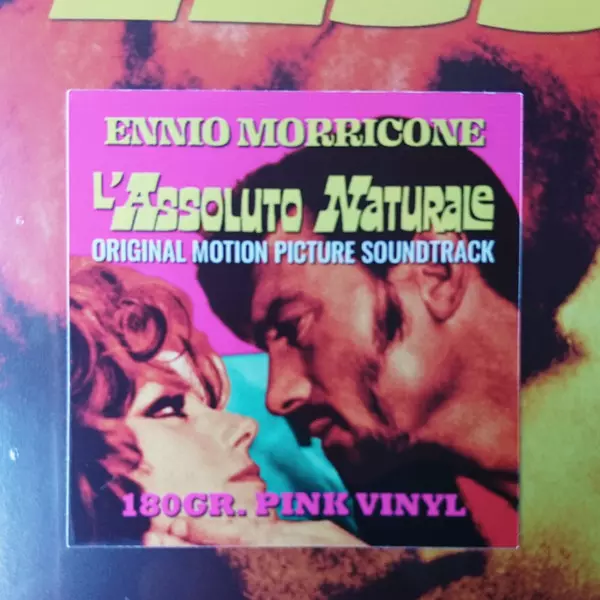 ENNIO MORRICONE
L'ASSOLUTO NATURALE
ORIGINAL MOTION PICTURE SOUNDTRACK
180GR. PINK VINYL